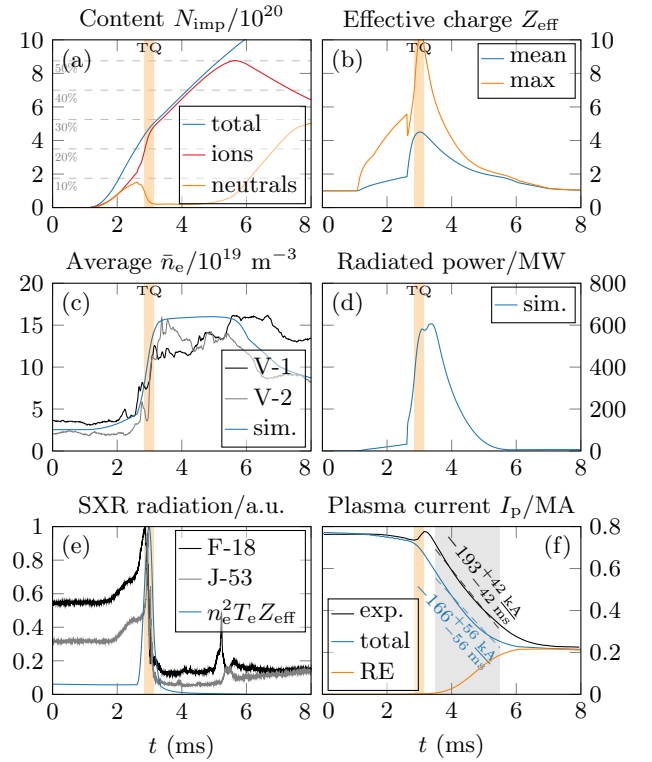 Content N_imp/10^20
Effective charge Z_eff
(a)
TQ
50%
40%
30%
20%
10%
total
ions
neutrals
10
8
6
4
2
0
0 2 4 6 8
(b)
TQ
mean
max
10
8
6
4
2
0
0 2 4 6 8
Average n̄_e/10^19 m^−3
Radiated power/MW
(c)
TQ
V-1
V-2
sim.
20
15
10
5
0
0 2 4 6 8
(d)
TQ
sim.
800
600
400
200
0
0 2 4 6 8
SXR radiation/a.u.
Plasma current I_p/MA
(e)
F-18
J-53
n_e^2T_eZ_eff
1
0.8
0.6
0.4
0.2
0
0 2 4 6 8
t (ms)
(f)
−193^+42_−42 kA/ms
−166^+56_−56 kA/ms
exp.
total
RE
0.8
0.6
0.4
0.2
0
0 2 4 6 8
t (ms)